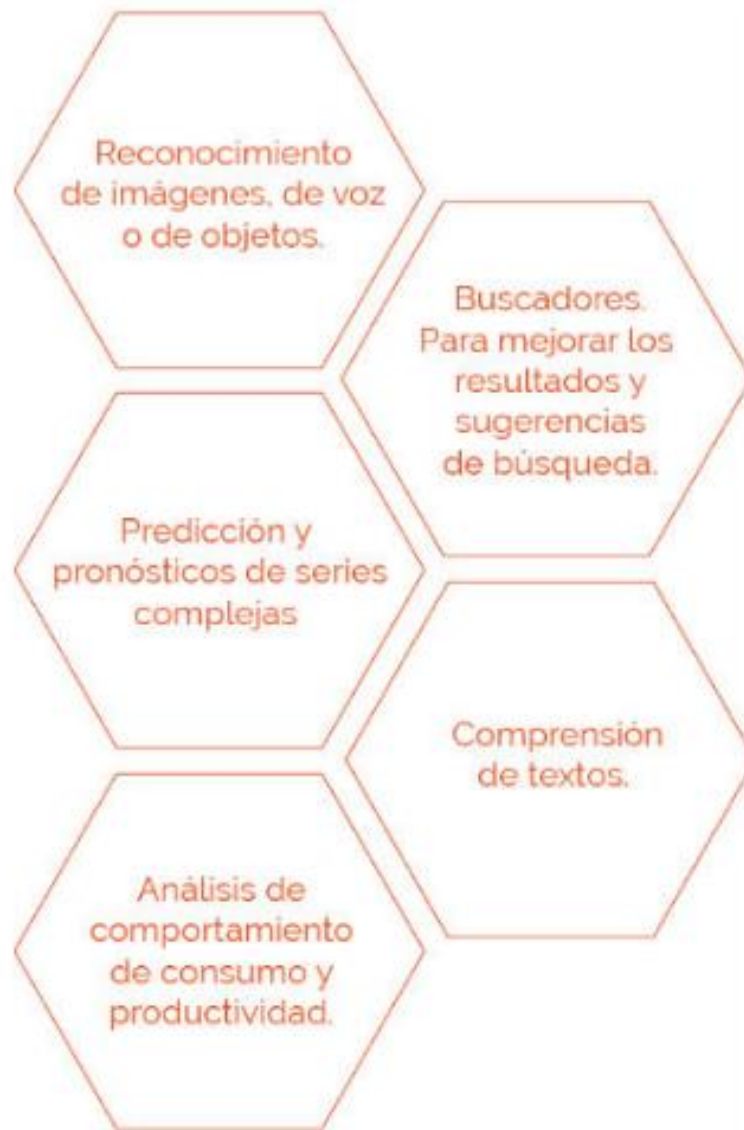 Reconocimiento
de imágenes, de voz
o de objetos.
Buscadores.
Para mejorar los
resultados y
sugerencias
de búsqueda.
Predicción y
pronósticos de series
complejas
Comprensión
de textos.
Análisis de
comportamiento
de consumo y
productividad.